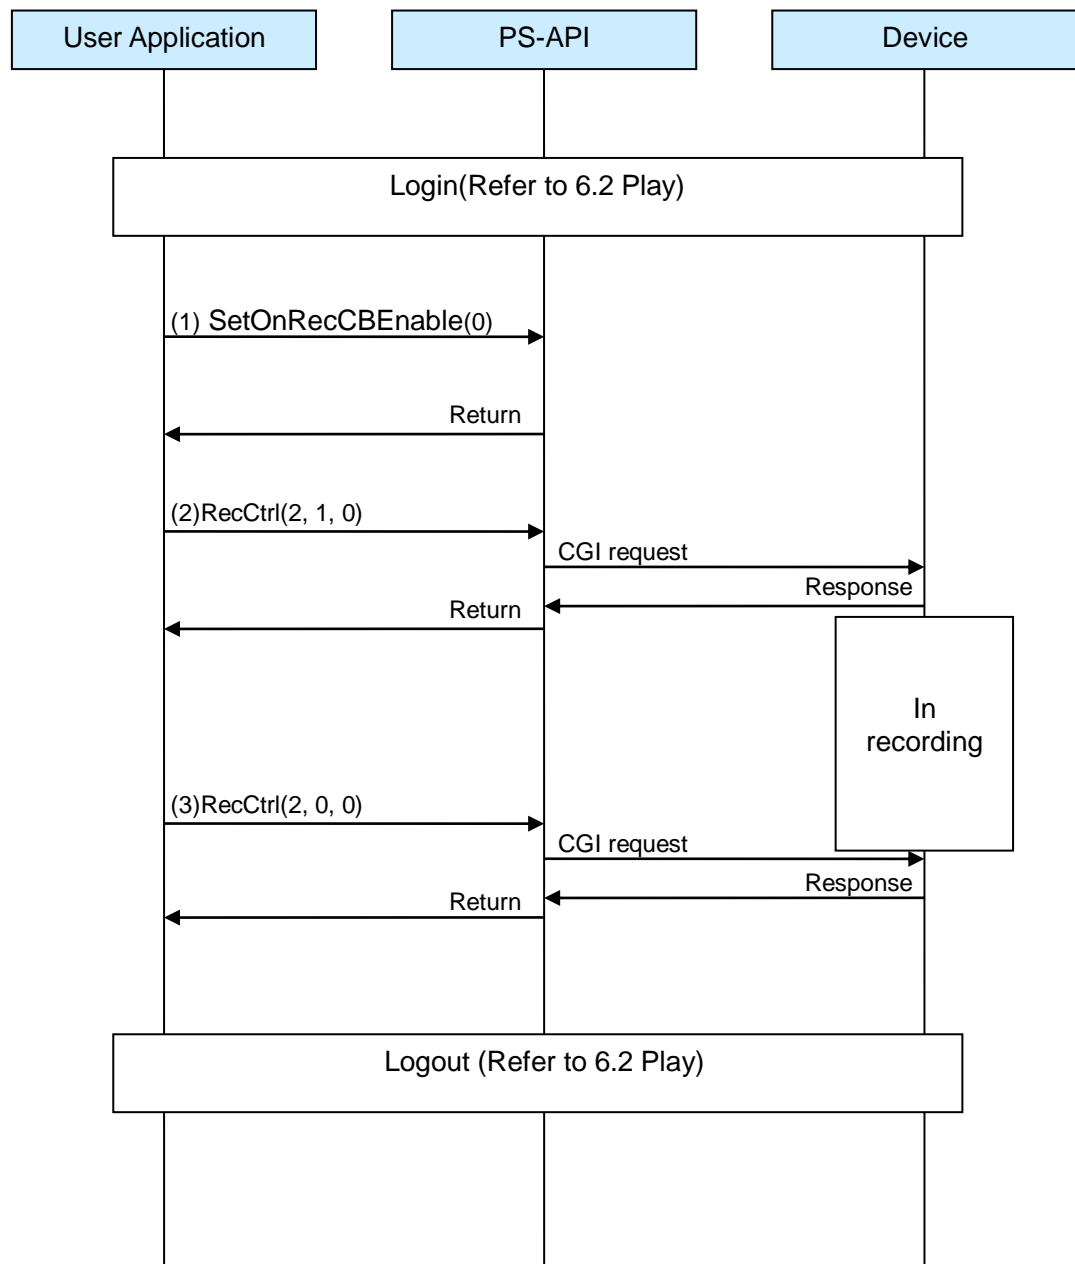 User Application
PS-API
Device
Login(Refer to 6.2 Play)
(1) SetOnRecCBEnable(0)
Return
(2)RecCtrl(2, 1, 0)
CGI request
Response
Return
In
recording
(3)RecCtrl(2, 0, 0)
CGI request
Response
Return
Logout (Refer to 6.2 Play)